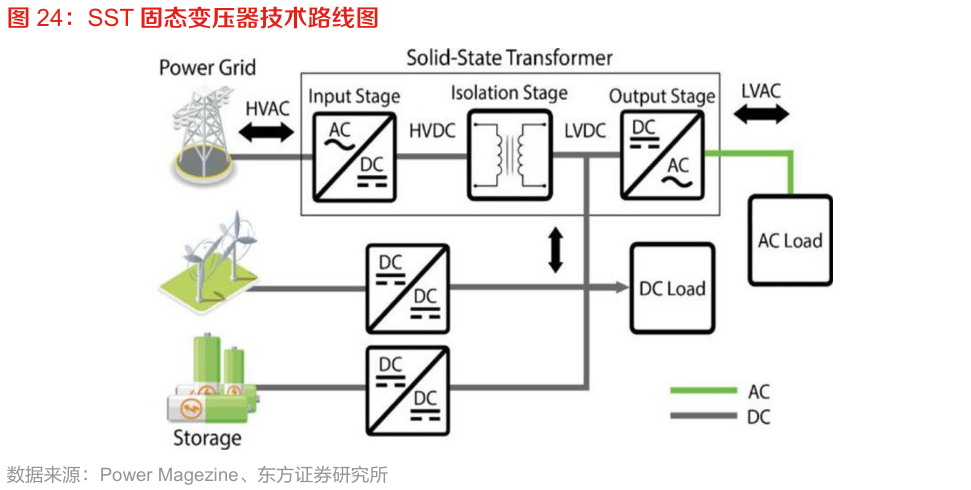 图 24：SST 固态变压器技术路线图
Solid-State Transformer
Power Grid
HVAC
Input Stage
Isolation Stage
Output Stage
LVAC
AC
DC
HVDC
LVDC
DC
AC
AC Load
DC
DC
DC Load
DC
DC
Storage
AC
DC
数据来源：Power Magezine、东方证券研究所